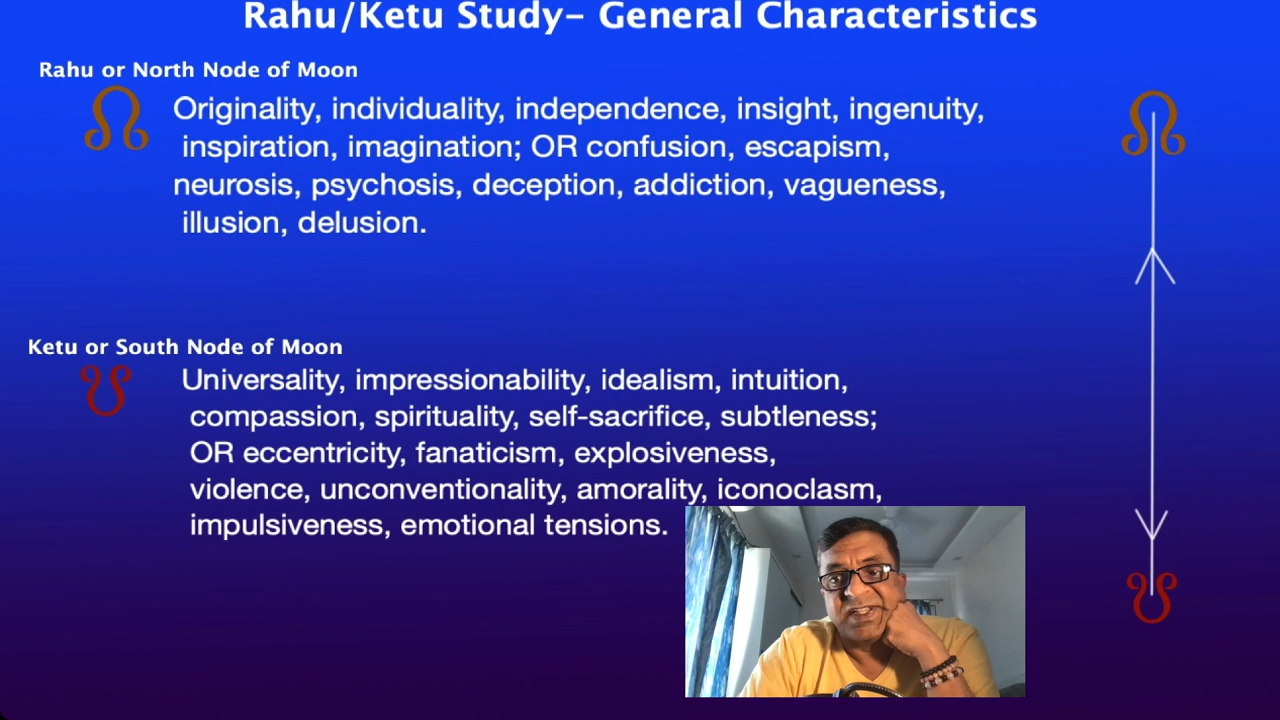 Rahu/Ketu Study– General Characteristics
Rahu or North Node of Moon
Originality, individuality, independence, insight, ingenuity,
inspiration, imagination; OR confusion, escapism,
neurosis, psychosis, deception, addiction, vagueness,
illusion, delusion.
Ketu or South Node of Moon
Universality, impressionability, idealism, intuition,
compassion, spirituality, self-sacrifice, subtleness;
OR eccentricity, fanaticism, explosiveness,
violence, unconventionality, amorality, iconoclasm,
impulsiveness, emotional tensions.